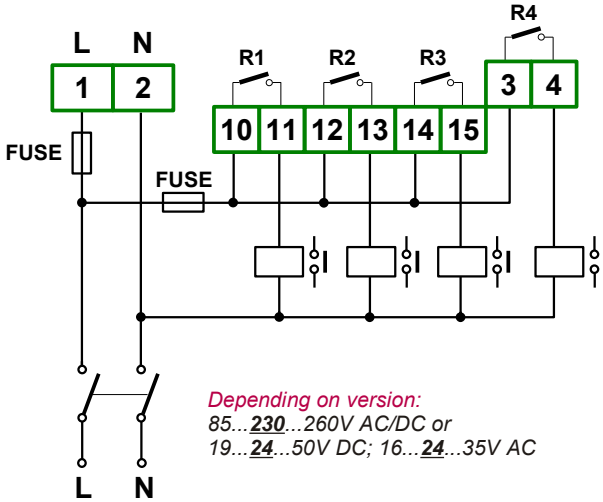 R4
L N
R1 R2 R3
1 2
3 4
10 11 12 13 14 15
FUSE
FUSE
Depending on version:
85...230...260V AC/DC or
19...24...50V DC; 16...24...35V AC
L N